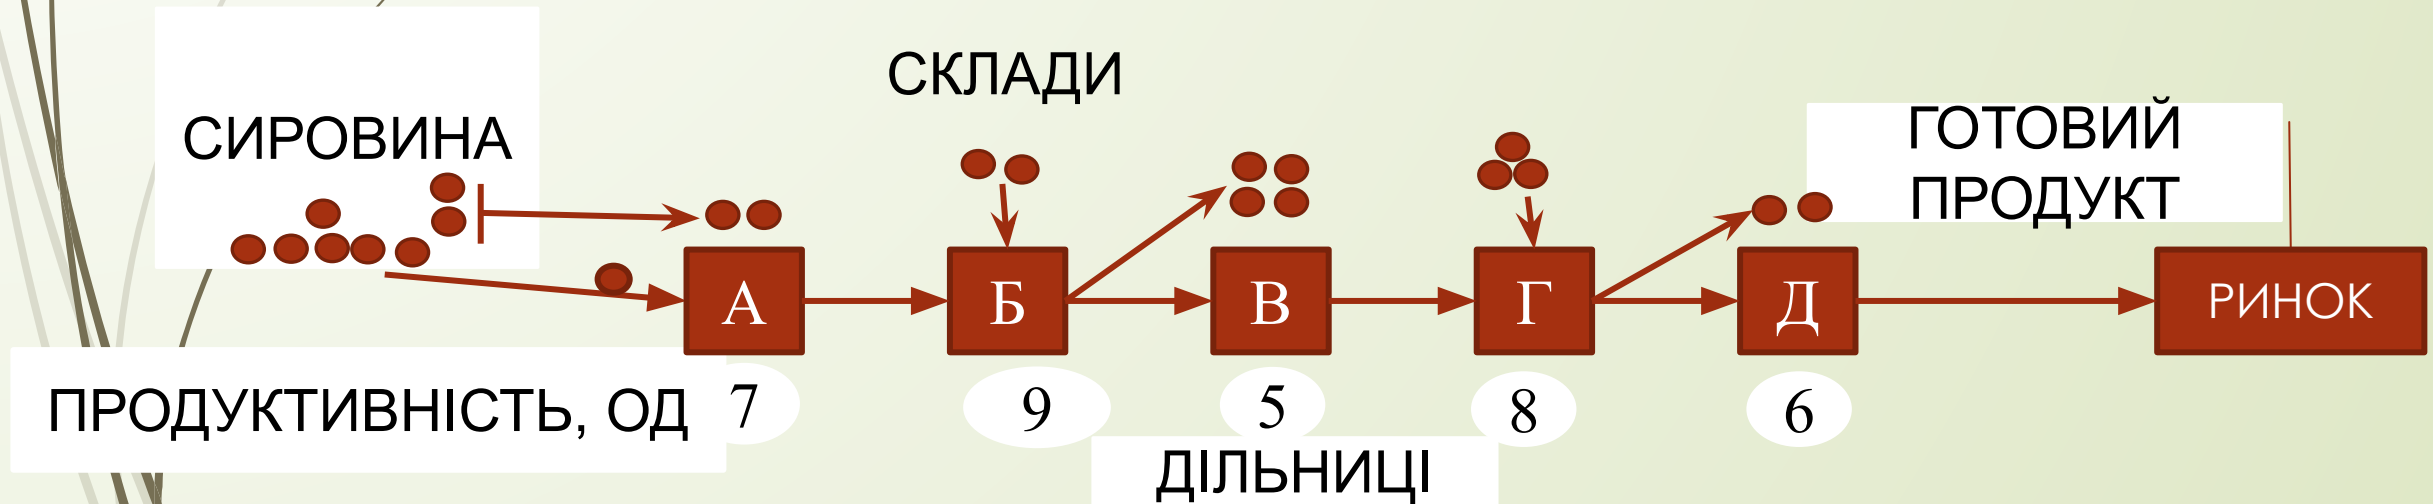 СКЛАДИ
СИРОВИНА
ГОТОВИЙ
ПРОДУКТ
А
Б
В
Г
Д
РИНОК
ПРОДУКТИВНІСТЬ, ОД
7
9
5
8
6
ДІЛЬНИЦІ